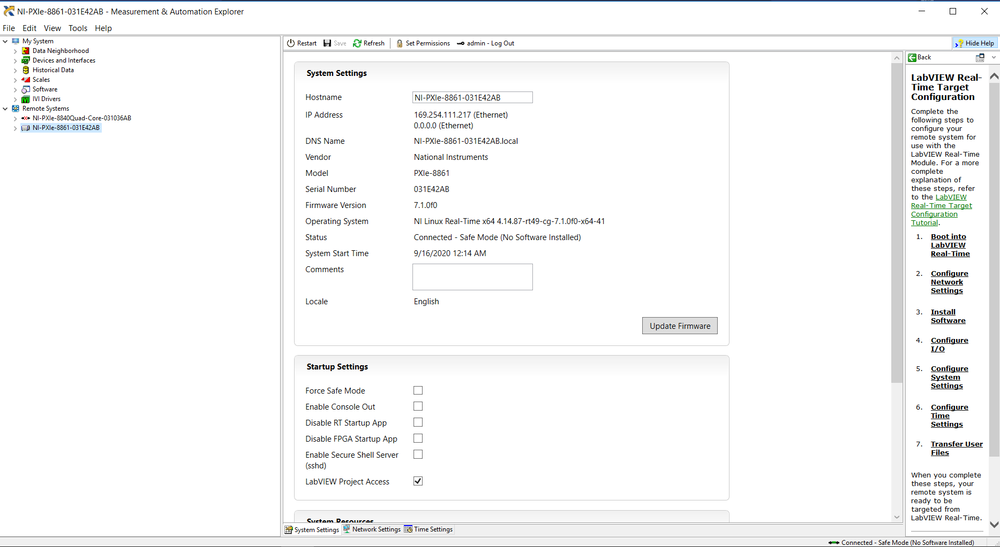 NI-PXIe-8861-031E42AB - Measurement & Automation Explorer
File Edit View Tools Help
My System
Data Neighborhood
Devices and Interfaces
Historical Data
Scales
Software
IVI Drivers
Remote Systems
NI-PXIe-8840Quad-Core-031036AB
NI-PXIe-8861-031E42AB
Restart Save Refresh Set Permissions admin - Log Out
Hide Help
System Settings
Hostname NI-PXIe-8861-031E42AB
IP Address 169.254.111.217 (Ethernet)
0.0.0.0 (Ethernet)
DNS Name NI-PXIe-8861-031E42AB.local
Vendor National Instruments
Model PXIe-8861
Serial Number 031E42AB
Firmware Version 7.1.0f0
Operating System NI Linux Real-Time x64 4.14.87-rt49-cg-7.1.0f0-x64-41
Status Connected - Safe Mode (No Software Installed)
System Start Time 9/16/2020 12:14 AM
Comments
Locale English
Update Firmware
Startup Settings
Force Safe Mode
Enable Console Out
Disable RT Startup App
Disable FPGA Startup App
Enable Secure Shell Server
(sshd)
LabVIEW Project Access
System Resources
System Settings Network Settings Time Settings
Back
LabVIEW Real-
Time Target
Configuration
Complete the
following steps to
configure your
remote system for
use with the
LabVIEW Real-Time
Module. For a more
complete
explanation of
these steps, refer
to the LabVIEW
Real-Time Target
Configuration
Tutorial.
1. Boot into
LabVIEW
Real-Time
2. Configure
Network
Settings
3. Install
Software
4. Configure
I/O
5. Configure
System
Settings
6. Configure
Time
Settings
7. Transfer User
Files
When you complete
these steps, your
remote system is
ready to be
targeted from
LabVIEW Real-Time.
Connected - Safe Mode (No Software Installed)